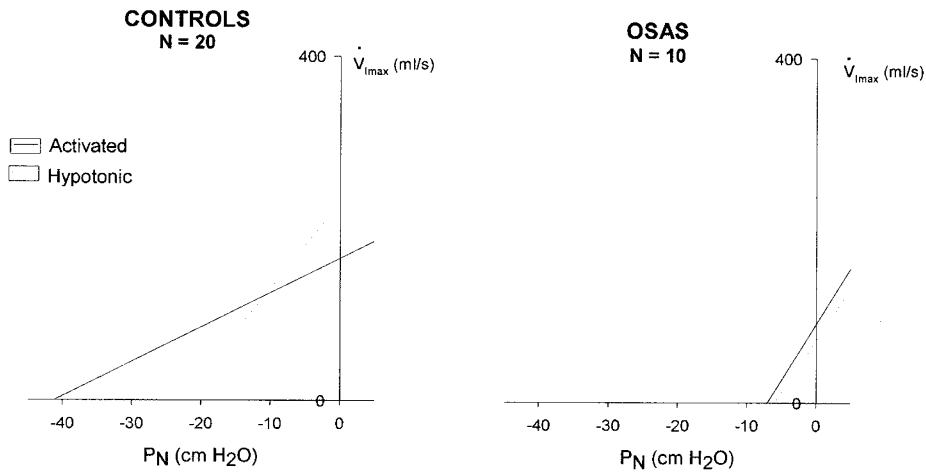 CONTROLS
N = 20
400
V̇Imax (ml/s)
Activated
Hypotonic
0
-40 -30 -20 -10 0
PN (cm H2O)
OSAS
N = 10
400
V̇Imax (ml/s)
0
-40 -30 -20 -10 0
PN (cm H2O)